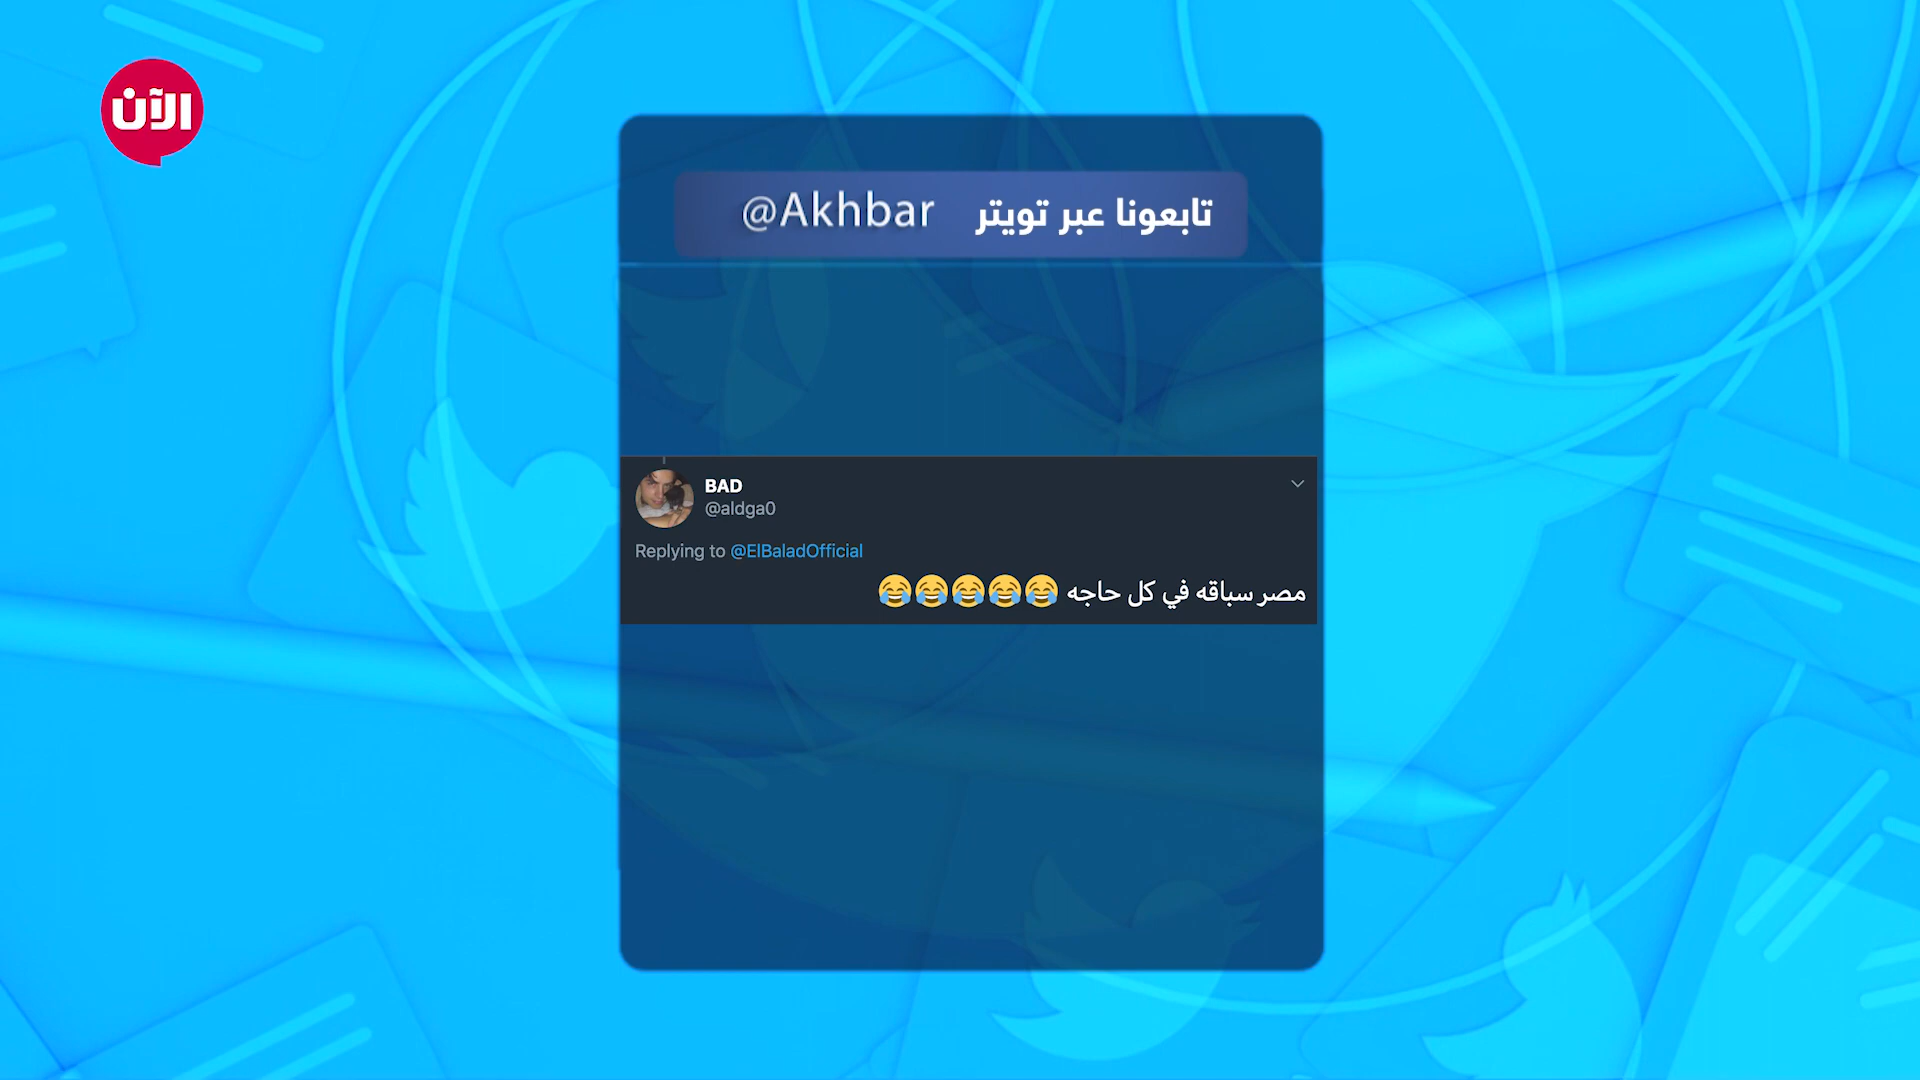 الآن
تابعونا عبر تويتر @Akhbar
BAD
@aldga0
Replying to @ElBaladOfficial
مصر سباقه في كل حاجه 😂😂😂😂😂